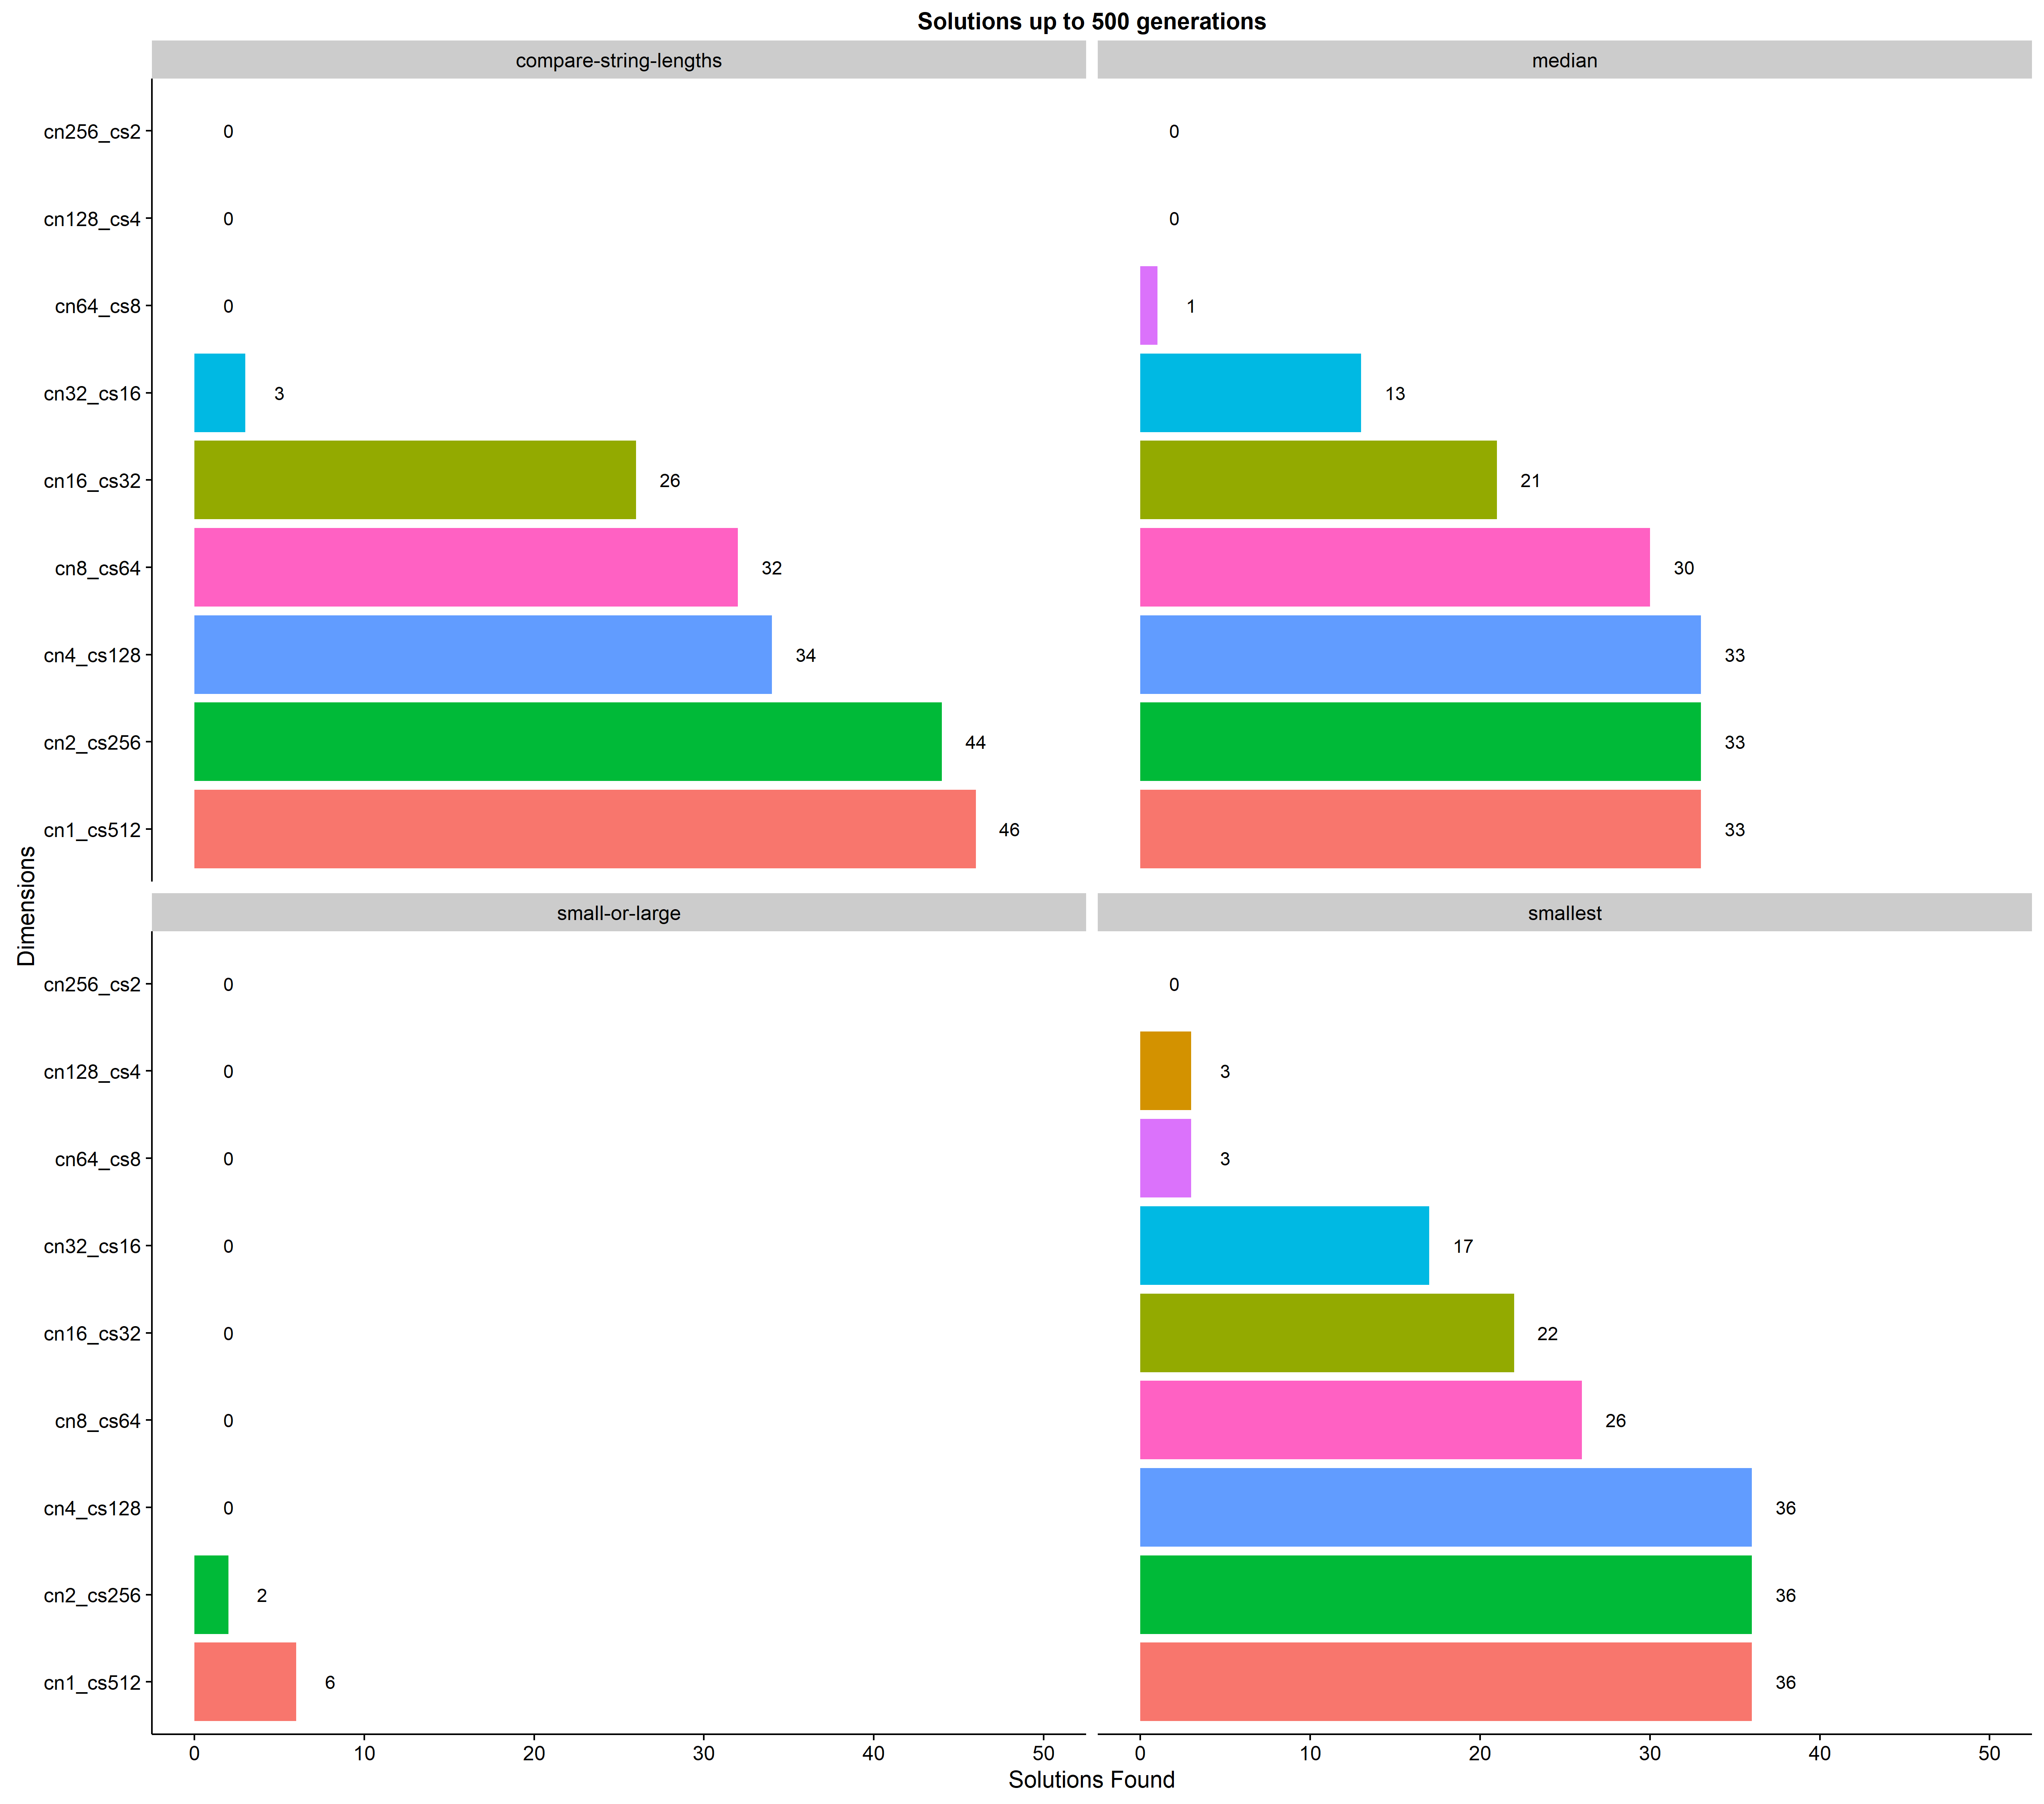 Solutions up to 500 generations
compare-string-lengths
median
cn256_cs2 0 0
cn128_cs4 0 0
cn64_cs8 0 1
cn32_cs16 3 13
cn16_cs32 26 21
cn8_cs64 32 30
cn4_cs128 34 33
cn2_cs256 44 33
cn1_cs512 46 33
Dimensions
small-or-large
smallest
cn256_cs2 0 0
cn128_cs4 0 3
cn64_cs8 0 3
cn32_cs16 0 17
cn16_cs32 0 22
cn8_cs64 0 26
cn4_cs128 0 36
cn2_cs256 2 36
cn1_cs512 6 36
0 10 20 30 40 50 0 10 20 30 40 50
Solutions Found